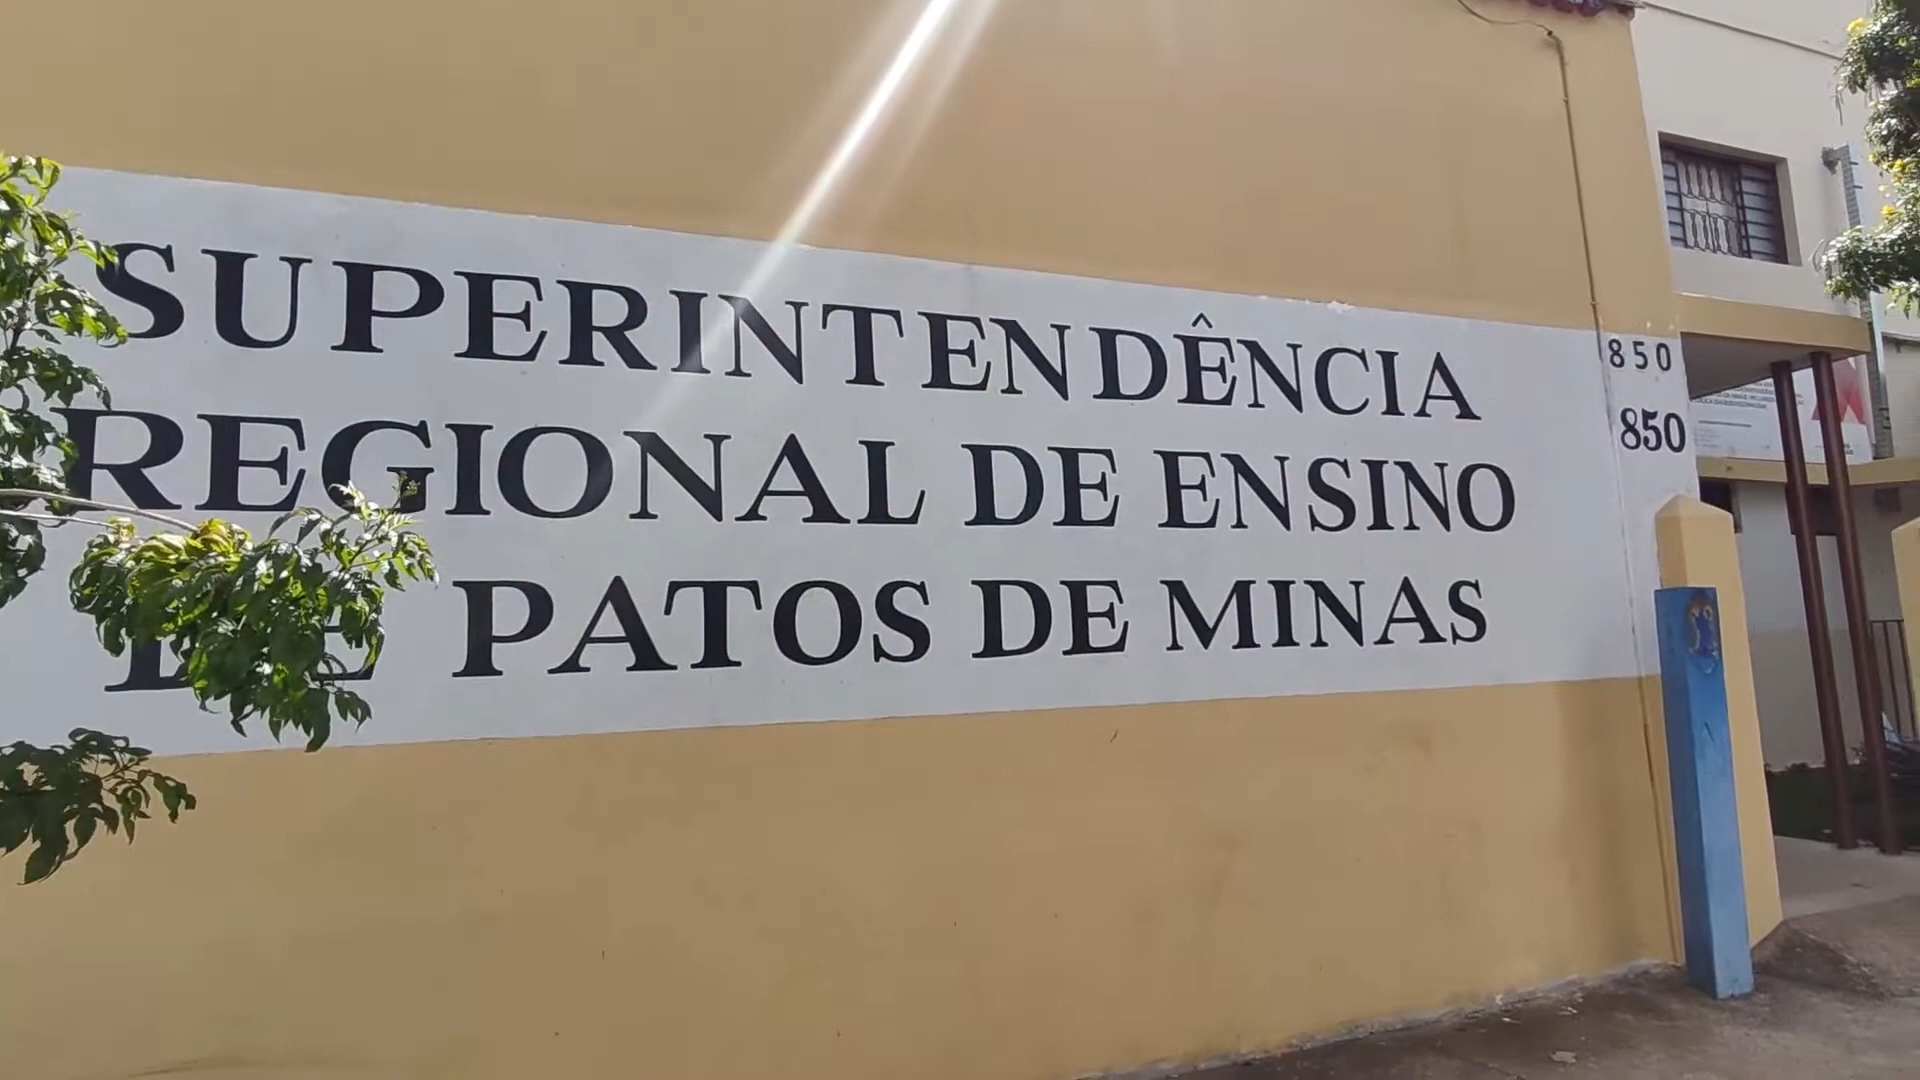 SUPERINTENDÊNCIA
REGIONAL DE ENSINO
DE PATOS DE MINAS
850
850